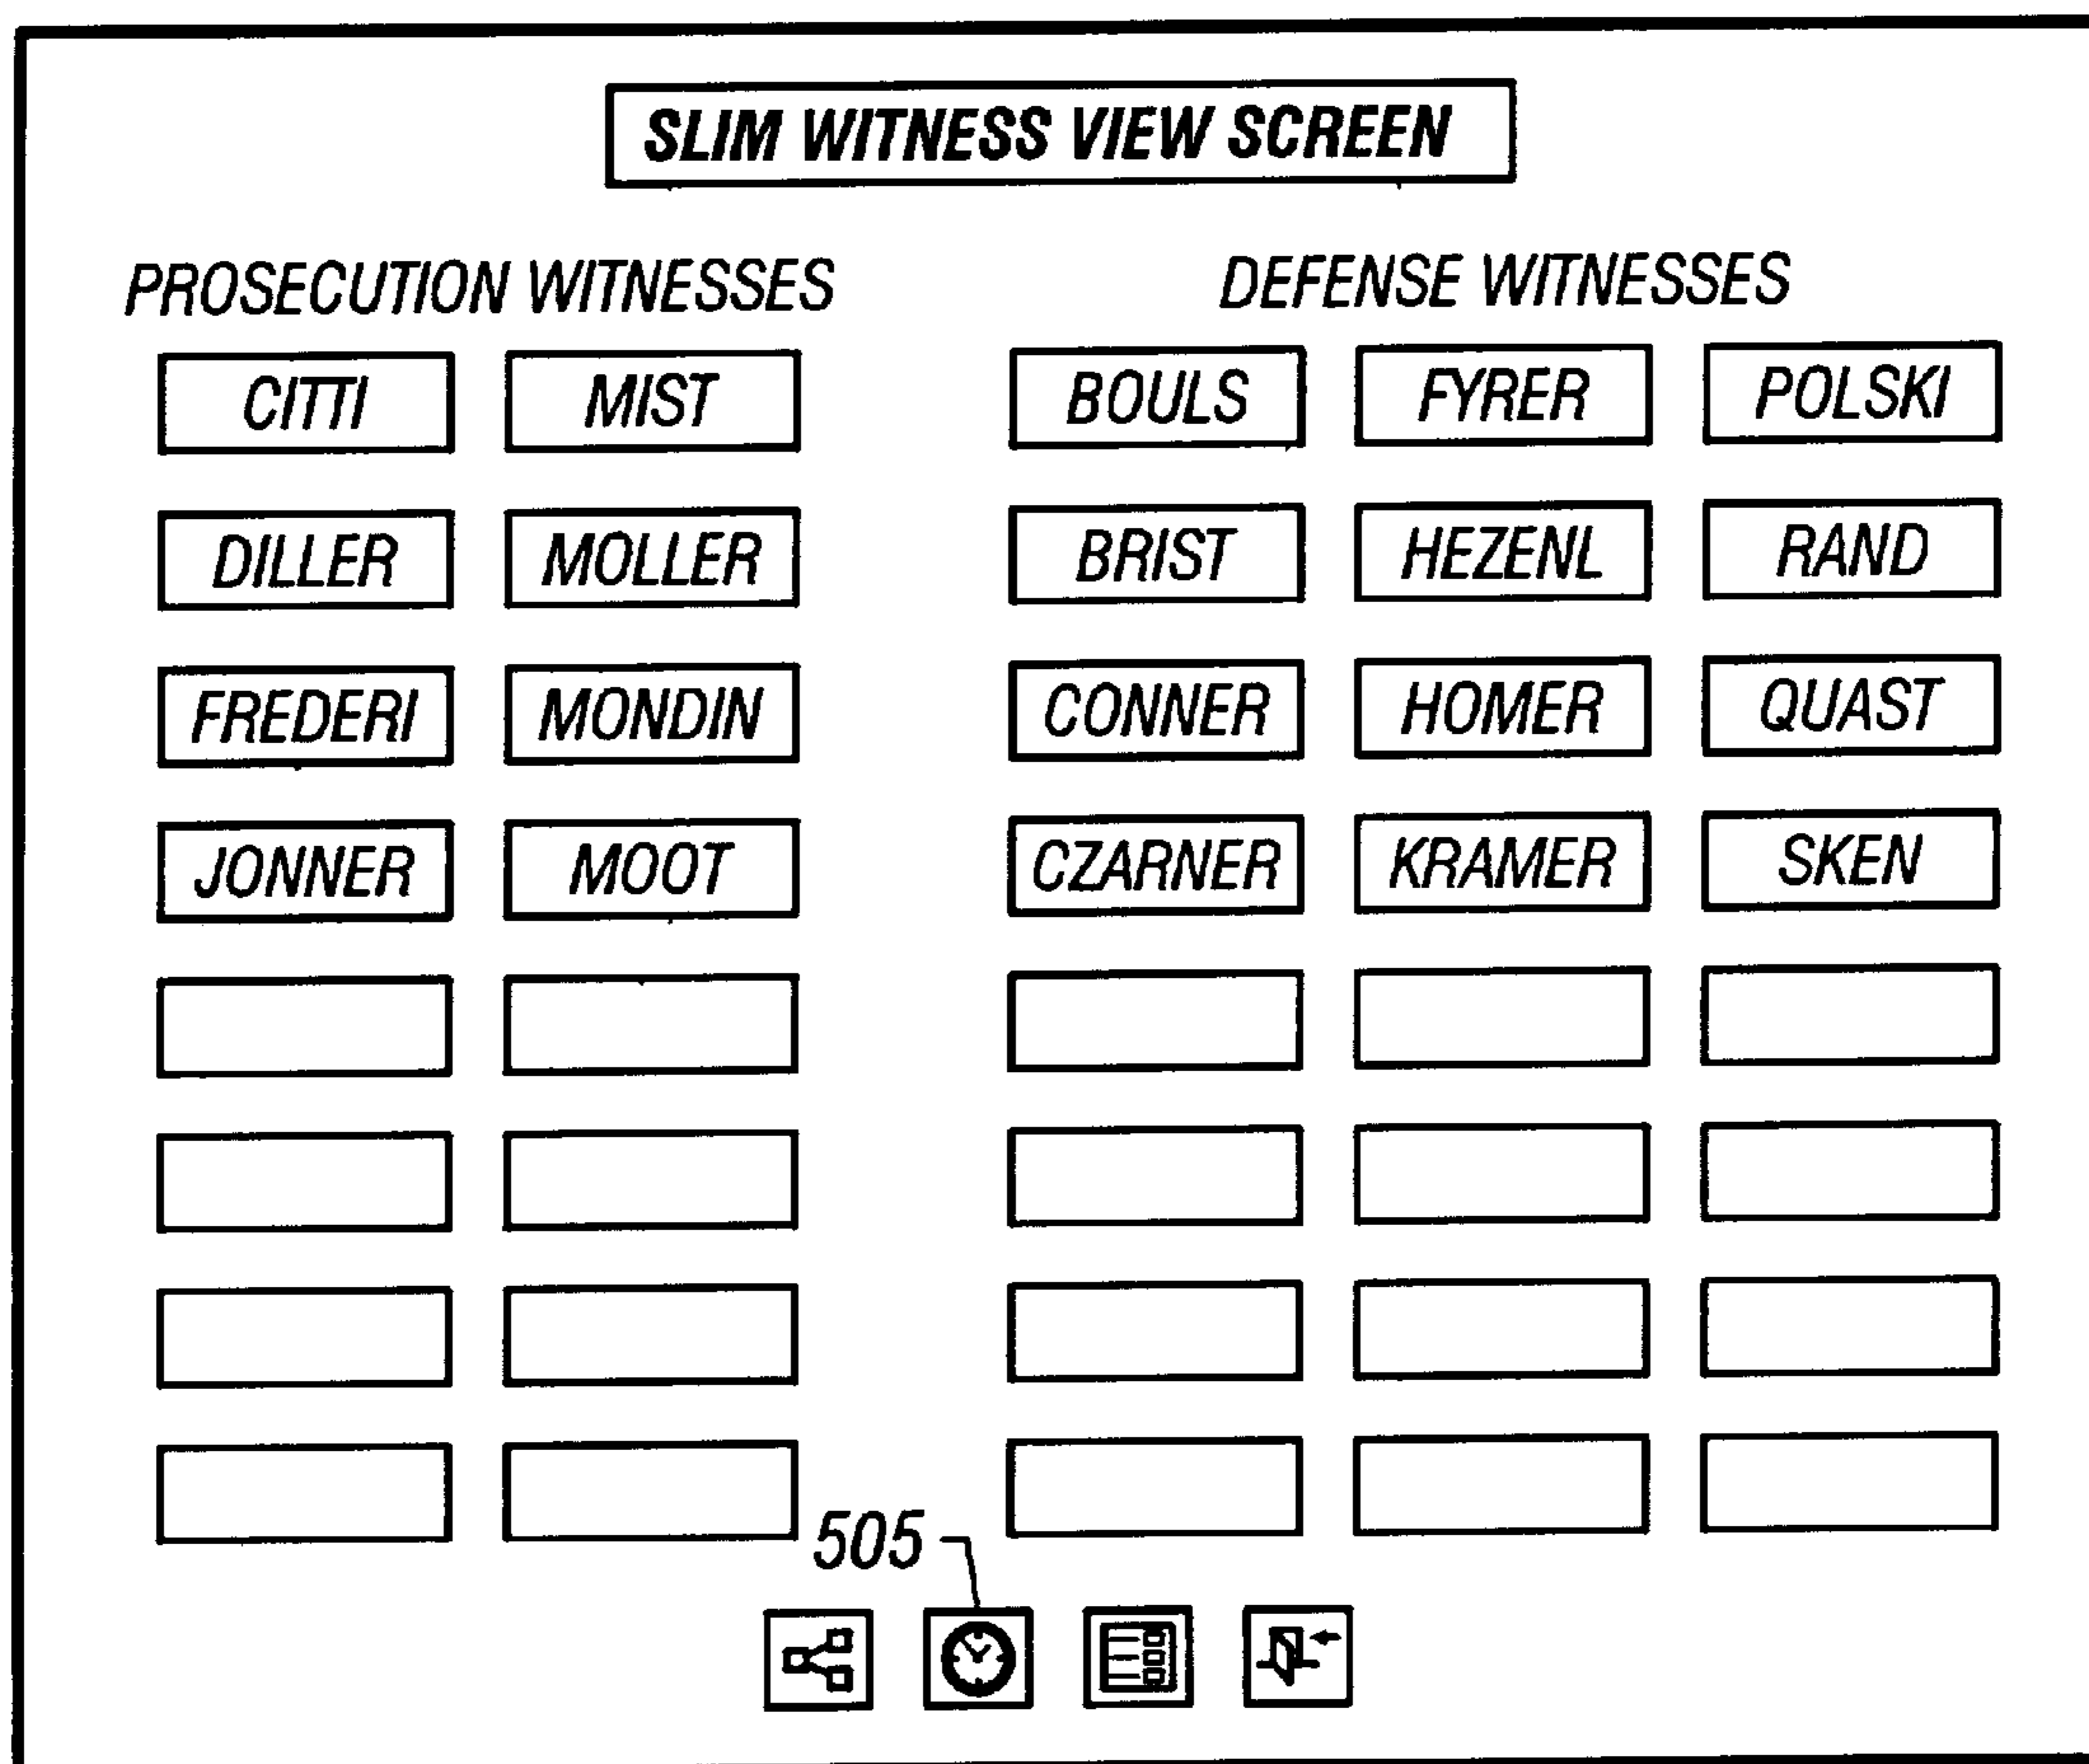 SLIM WITNESS VIEW SCREEN
PROSECUTION WITNESSES DEFENSE WITNESSES
CITTI MIST BOULS FYRER POLSKI
DILLER MOLLER BRIST HEZENL RAND
FREDERI MONDIN CONNER HOMER QUAST
JONNER MOOT CZARNER KRAMER SKEN
505